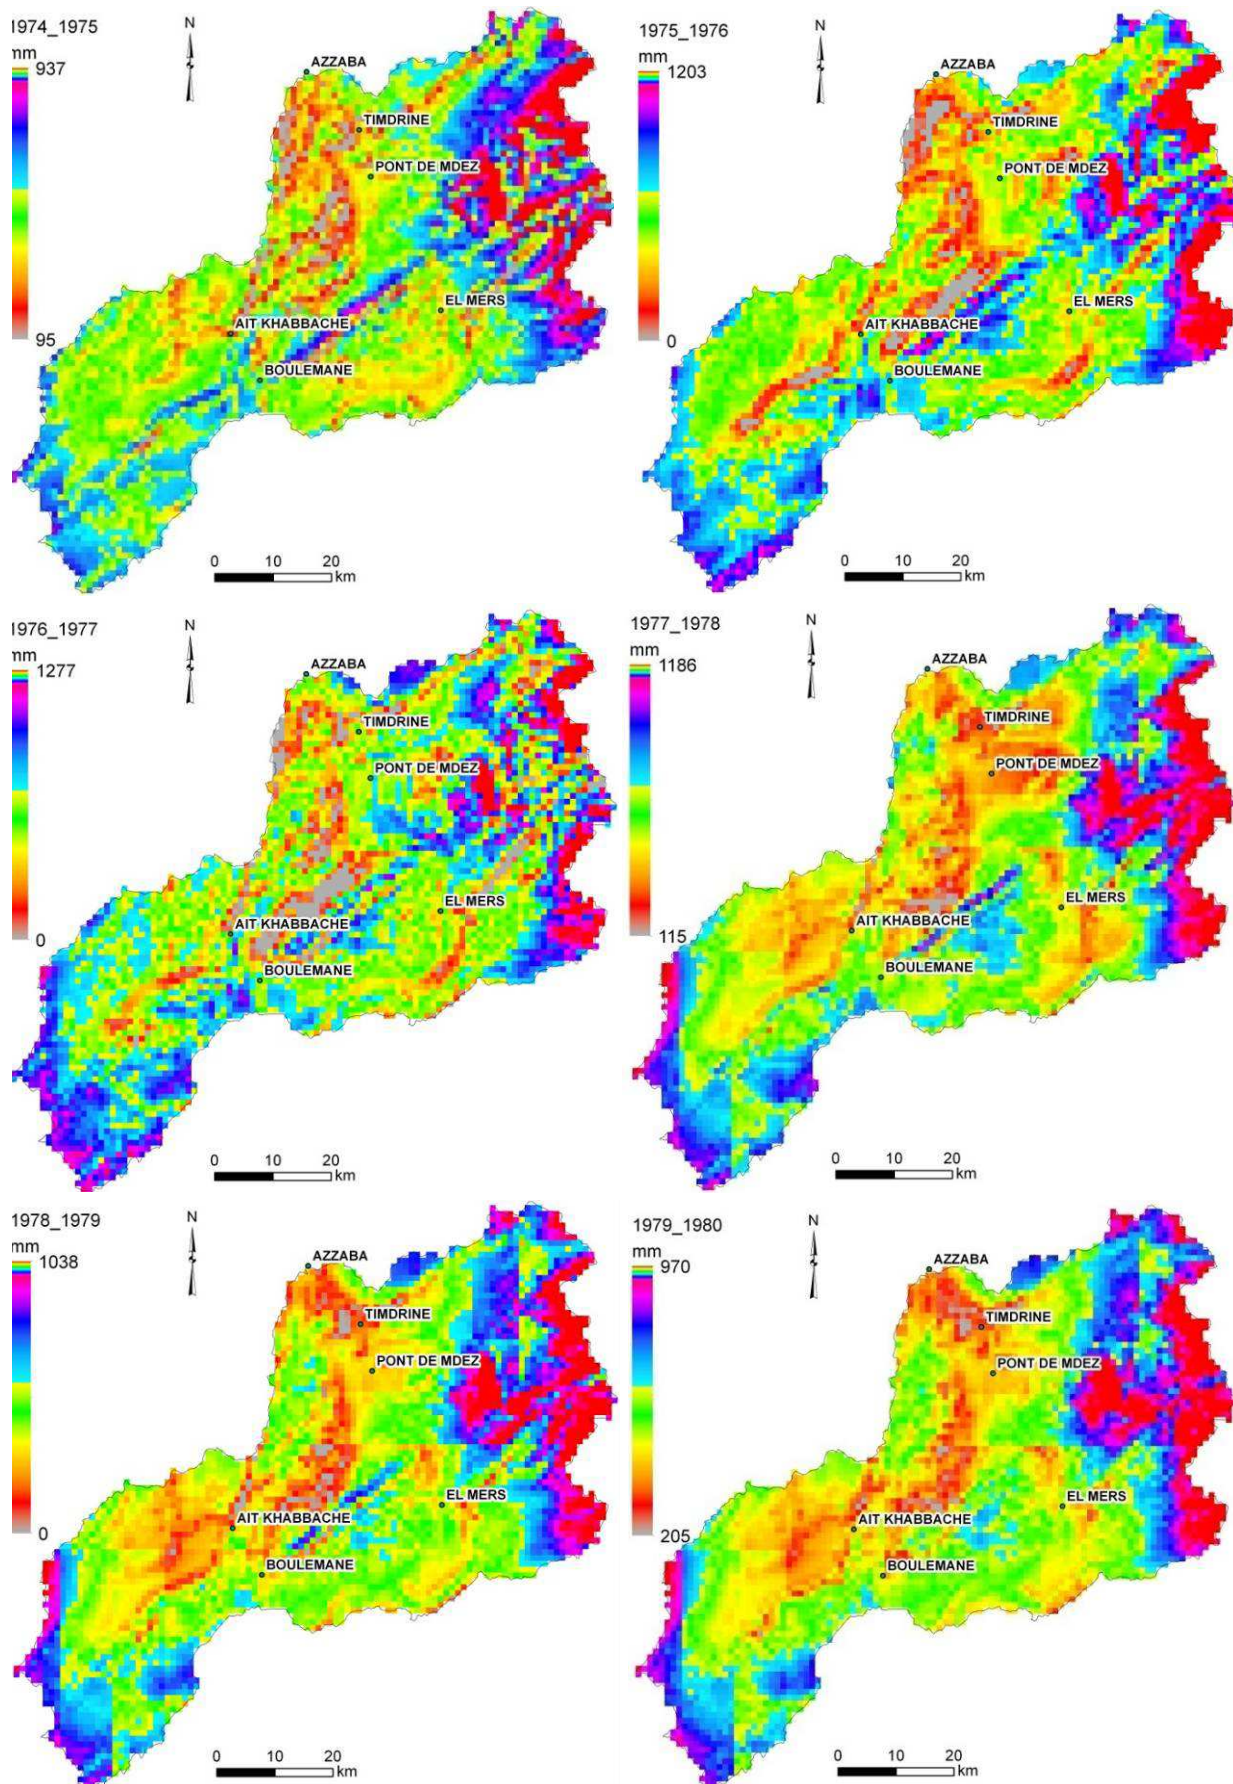 1974_1975
mm
937
95
N
AZZABA
TIMDRINE
PONT DE MDEZ
EL MERS
AIT KHABBACHE
BOULEMANE
0 10 20
km
1975_1976
mm
1203
0
N
AZZABA
TIMDRINE
PONT DE MDEZ
EL MERS
AIT KHABBACHE
BOULEMANE
0 10 20
km
1976_1977
mm
1277
0
N
AZZABA
TIMDRINE
PONT DE MDEZ
EL MERS
AIT KHABBACHE
BOULEMANE
0 10 20
km
1977_1978
mm
1186
115
N
AZZABA
TIMDRINE
PONT DE MDEZ
EL MERS
AIT KHABBACHE
BOULEMANE
0 10 20
km
1978_1979
mm
1038
0
N
AZZABA
TIMDRINE
PONT DE MDEZ
EL MERS
AIT KHABBACHE
BOULEMANE
0 10 20
km
1979_1980
mm
970
205
N
AZZABA
TIMDRINE
PONT DE MDEZ
EL MERS
AIT KHABBACHE
BOULEMANE
0 10 20
km